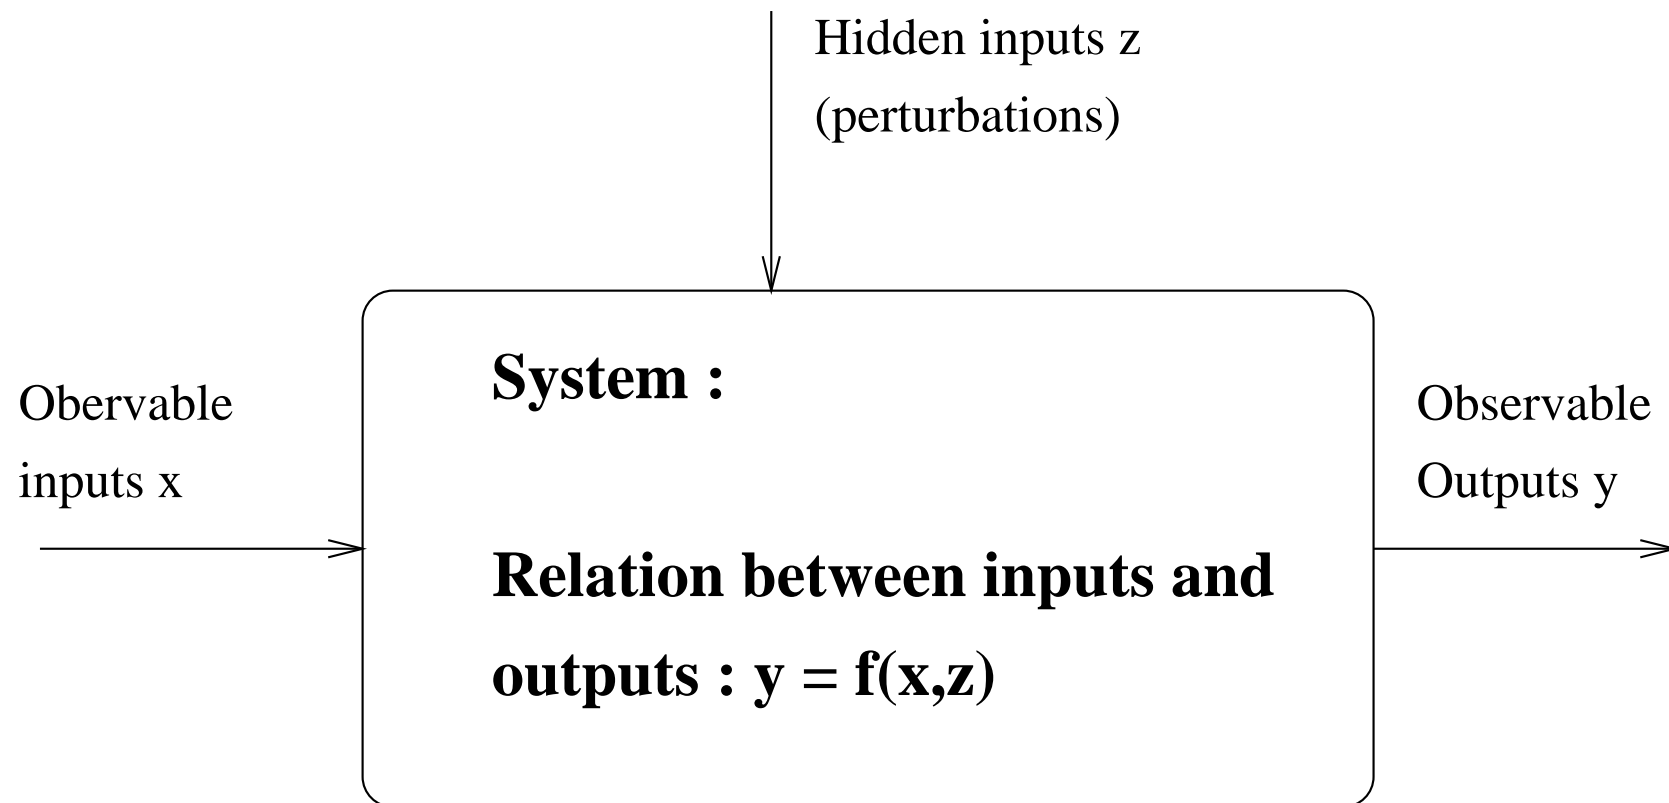 Hidden inputs z
(perturbations)
System :
Obervable
inputs x
Observable
Outputs y
Relation between inputs and
outputs : y = f(x,z)